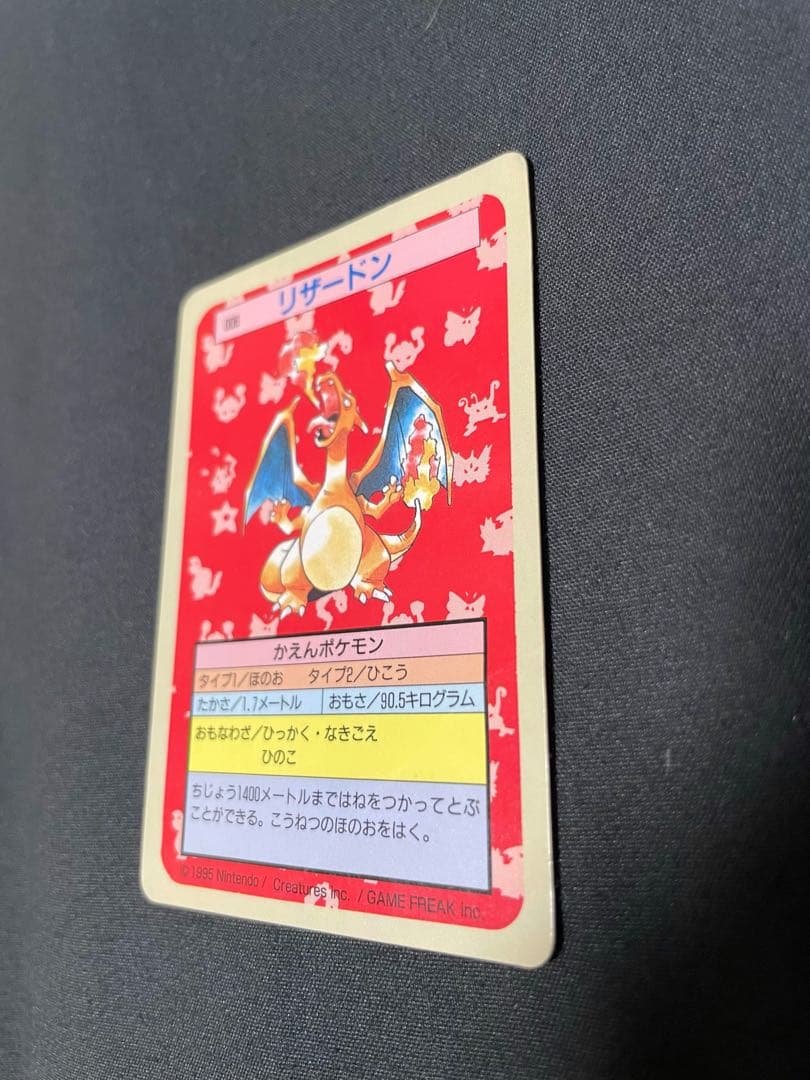 リザードン
かえんポケモン
タイプ1/ほのお タイプ2/ひこう
たかさ/1.7メートル おもさ/90.5キログラム
おもなわざ/ひっかく・なきごえ
ひのこ
ちじょう1400メートルまではねをつかってとぶ
ことができる。こうねつのほのおをはく。
©1995 Nintendo / Creatures inc. / GAME FREAK inc.